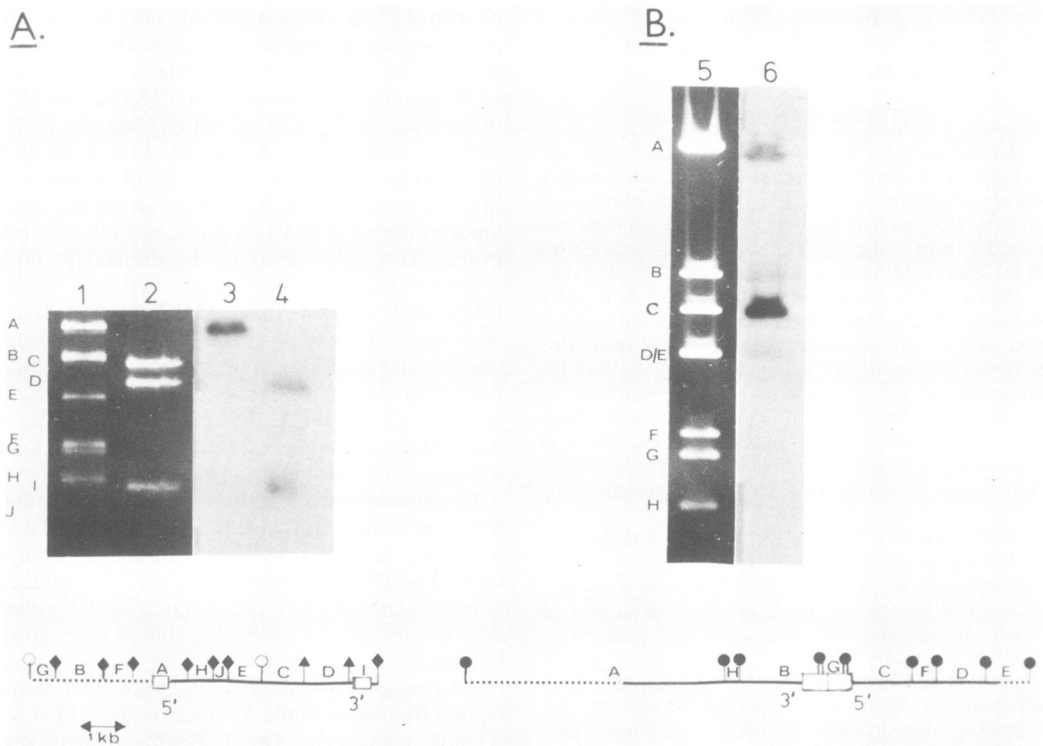 A.
B.
5 6
A
B
C
D/E
F
G
H
1 2 3 4
A
B C
D
E
F
G
H I
J
G B F A H J E C D I
5' 3'
1kb
A H B G C F D E
3' 5'